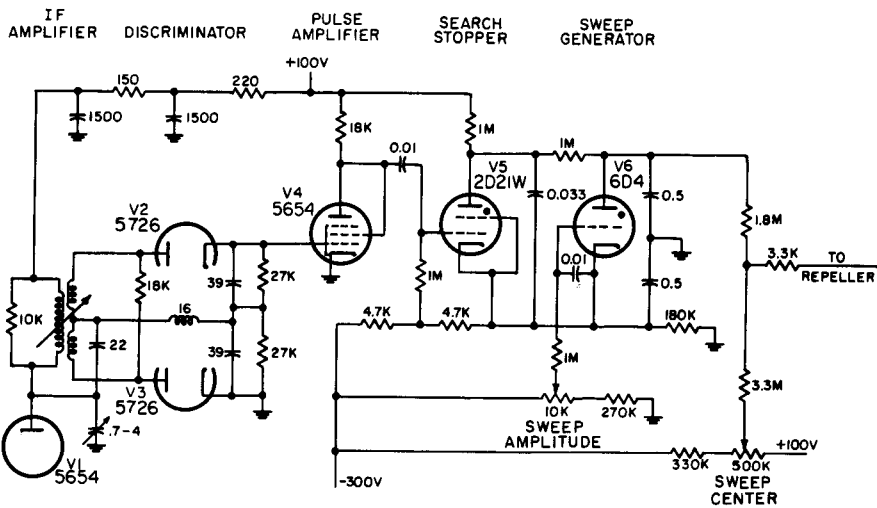 IF
AMPLIFIER
DISCRIMINATOR
PULSE
AMPLIFIER
SEARCH
STOPPER
SWEEP
GENERATOR
+100V
150
220
1500
1500
18K
0.01
1M
1M
V4
5654
V5
2D21W
V6
6D4
0.033
0.5
1.8M
V2
5726
3.3K
TO
REPELLER
18K
39
27K
1M
0.01
0.5
10K
16
22
39
27K
4.7K
4.7K
180K
1M
3.3M
V3
5726
.7-4
10K
270K
SWEEP
AMPLITUDE
V1
5654
-300V
330K
500K
+100V
SWEEP
CENTER